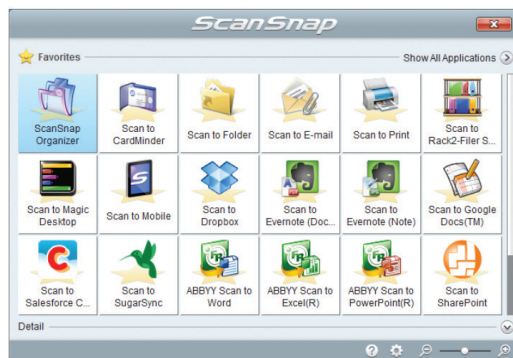 ScanSnap
Favorites
Show All Applications
ScanSnap
Organizer
Scan to
CardMinder
Scan to Folder
Scan to E-mail
Scan to Print
Scan to
Rack2-Filer S...
Scan to Magic
Desktop
Scan to Mobile
Scan to
Dropbox
Scan to
Evernote (Doc...
Scan to
Evernote (Note)
Scan to Google
Docs(TM)
Scan to
Salesforce C...
Scan to
SugarSync
ABBYY Scan to
Word
ABBYY Scan to
Excel(R)
ABBYY Scan to
PowerPoint(R)
Scan to
SharePoint
Detail